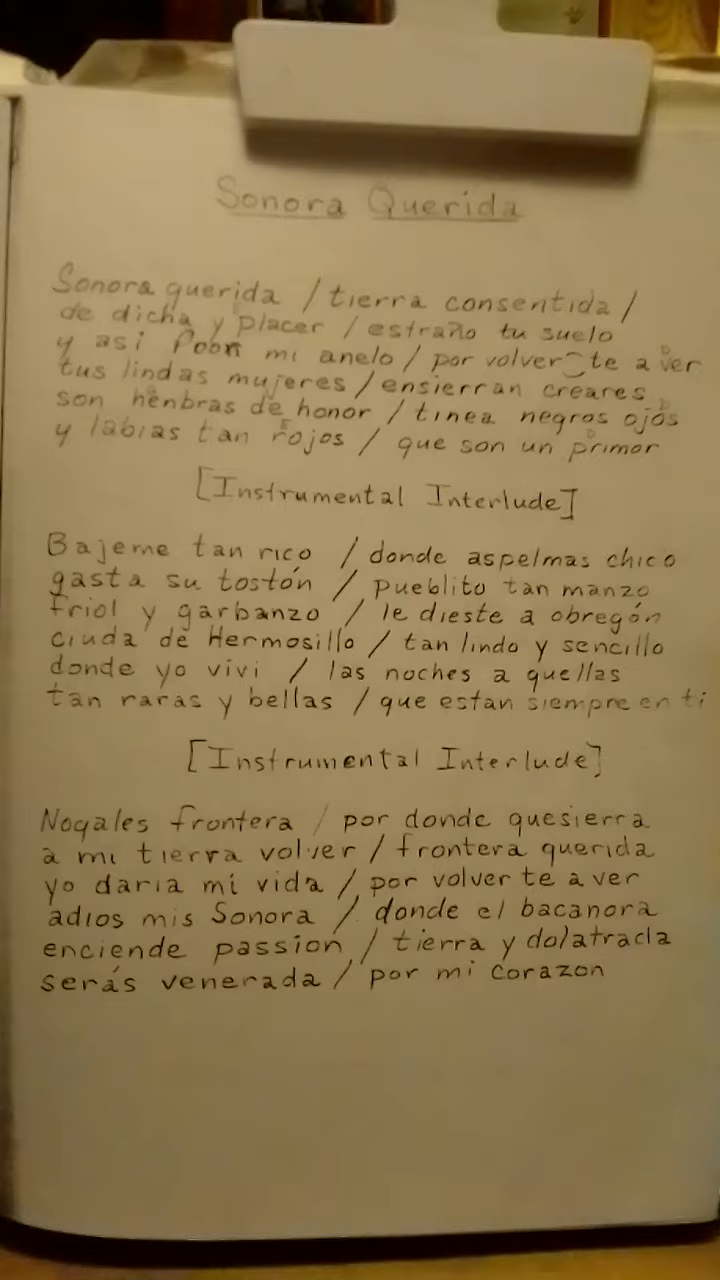 Sonora Querida
Sonora querida / tierra consentida /
de dicha y placer / estraño tu suelo
y asi mi anelo / por volver te a ver
tus lindas mujeres / ensierran creares
son henbras de honor / tinea negros ojos
y labias tan rojos / que son un primor
[Instrumental Interlude]
Bajeme tan rico / donde aspelmas chico
gasta su tostón / pueblito tan manzo
friol y garbanzo / le dieste a obregón
ciuda de Hermosillo / tan lindo y sencillo
donde yo vivi / las noches a quellas
tan raras y bellas / que estan siempre en ti
[Instrumental Interlude]
Nogales frontera / por donde quesierra
a mi tierra volver / frontera querida
yo daria mi vida / por volver te a ver
adios mis Sonora / donde el bacanora
enciende passion / tierra y dolatracla
serás venerada / por mi corazon